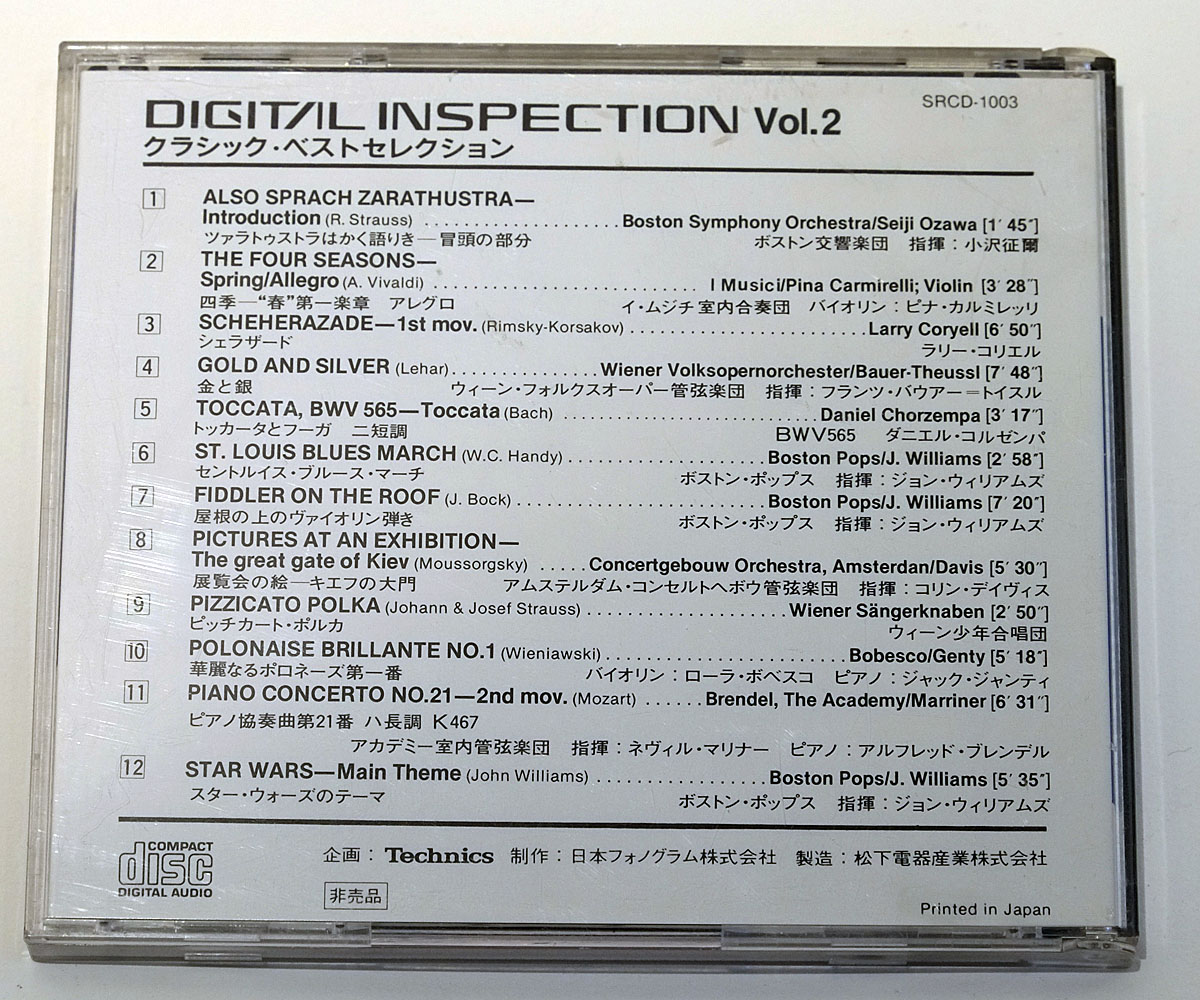 DIGITAL INSPECTION Vol.2 SRCD-1003
クラシック・ベストセレクション
1 ALSO SPRACH ZARATHUSTRA—
Introduction (R. Strauss) .................... Boston Symphony Orchestra/Seiji Ozawa [1′ 45″]
ツァラトゥストラはかく語りき—冒頭の部分 ボストン交響楽団 指揮：小沢征爾
2 THE FOUR SEASONS—
Spring/Allegro (A. Vivaldi) .......................... I Musici/Pina Carmirelli; Violin [3′ 28″]
四季—“春”第一楽章 アレグロ イ・ムジチ室内合奏団 バイオリン：ピナ・カルミレッリ
3 SCHEHERAZADE—1st mov. (Rimsky-Korsakov) ....................... Larry Coryell [6′ 50″]
シェラザード ラリー・コリエル
4 GOLD AND SILVER (Lehar)............... Wiener Volksopernorchester/Bauer-Theussl [7′ 48″]
金と銀 ウィーン・フォルクスオーパー管弦楽団 指揮：フランツ・バウアー＝トイスル
5 TOCCATA, BWV 565—Toccata (Bach) ......................... Daniel Chorzempa [3′ 17″]
トッカータとフーガ 二短調 BWV565 ダニエル・コルゼンパ
6 ST. LOUIS BLUES MARCH (W.C. Handy) .................... Boston Pops/J. Williams [2′ 58″]
セントルイス・ブルース・マーチ ボストン・ポップス 指揮：ジョン・ウィリアムズ
7 FIDDLER ON THE ROOF (J. Bock) ......................... Boston Pops/J. Williams [7′ 20″]
屋根の上のヴァイオリン弾き ボストン・ポップス 指揮：ジョン・ウィリアムズ
8 PICTURES AT AN EXHIBITION—
The great gate of Kiev (Moussorgsky) ..... Concertgebouw Orchestra, Amsterdan/Davis [5′ 30″]
展覧会の絵—キエフの大門 アムステルダム・コンセルトヘボウ管弦楽団 指揮：コリン・デイヴィス
9 PIZZICATO POLKA (Johann & Josef Strauss) .................... Wiener Sängerknaben [2′ 50″]
ピッチカート・ポルカ ウィーン少年合唱団
10 POLONAISE BRILLANTE NO.1 (Wieniawski)........................ Bobesco/Genty [5′ 18″]
華麗なるポロネーズ第一番 バイオリン：ローラ・ボベスコ ピアノ：ジャック・ジャンティ
11 PIANO CONCERTO NO.21—2nd mov. (Mozart) ...... Brendel, The Academy/Marriner [6′ 31″]
ピアノ協奏曲第21番 ハ長調 K467
アカデミー室内管弦楽団 指揮：ネヴィル・マリナー ピアノ：アルフレッド・ブレンデル
12 STAR WARS—Main Theme (John Williams) ................. Boston Pops/J. Williams [5′ 35″]
スター・ウォーズのテーマ ボストン・ポップス 指揮：ジョン・ウィリアムズ
COMPACT
disc
DIGITAL AUDIO
企画：Technics 制作：日本フォノグラム株式会社 製造：松下電器産業株式会社
非売品
Printed in Japan